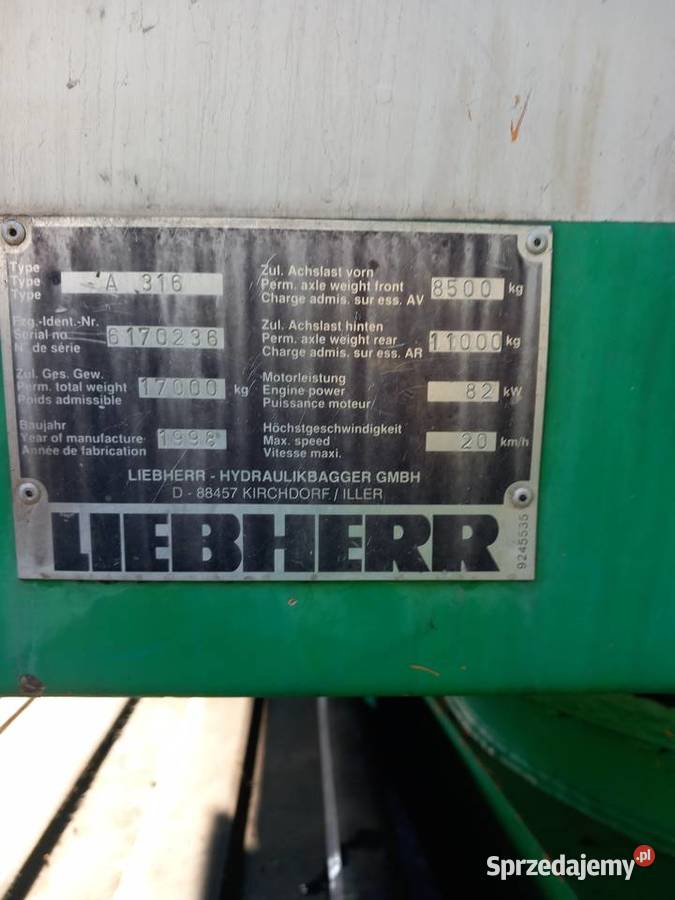 Type
Type A 316
Type
Fzg.-Ident.-Nr.
Serial no. 6170236
N° de série
Zul. Ges. Gew.
Perm. total weight 17000 kg
Poids admissible
Baujahr
Year of manufacture 1998
Année de fabrication
Zul. Achslast vorn
Perm. axle weight front 8500 kg
Charge admis. sur ess. AV
Zul. Achslast hinten
Perm. axle weight rear 11000 kg
Charge admis. sur ess. AR
Motorleistung
Engine power 82 kW
Puissance moteur
Höchstgeschwindigkeit
Max. speed 20 km/h
Vitesse maxi.
LIEBHERR - HYDRAULIKBAGGER GMBH
D - 88457 KIRCHDORF / ILLER
LIEBHERR
9245535
Sprzedajemy.pl